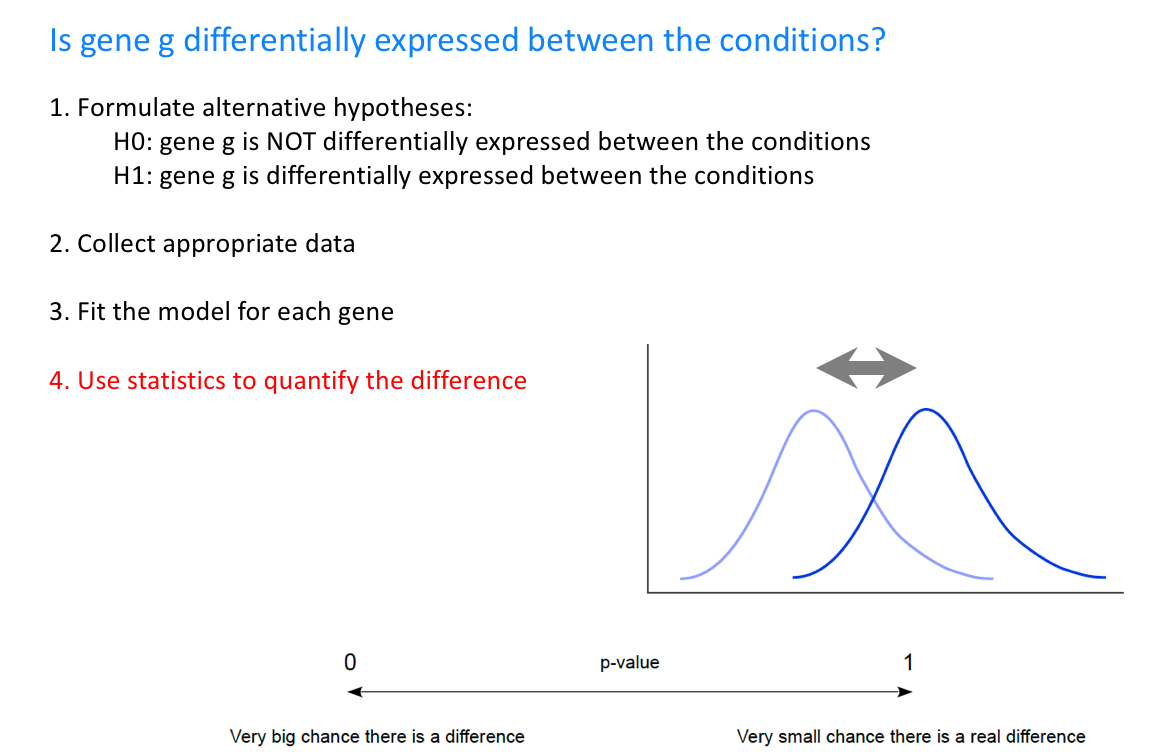 Is gene g differentially expressed between the conditions?
1. Formulate alternative hypotheses:
H0: gene g is NOT differentially expressed between the conditions
H1: gene g is differentially expressed between the conditions
2. Collect appropriate data
3. Fit the model for each gene
4. Use statistics to quantify the difference
0 p-value 1
Very big chance there is a difference
Very small chance there is a real difference